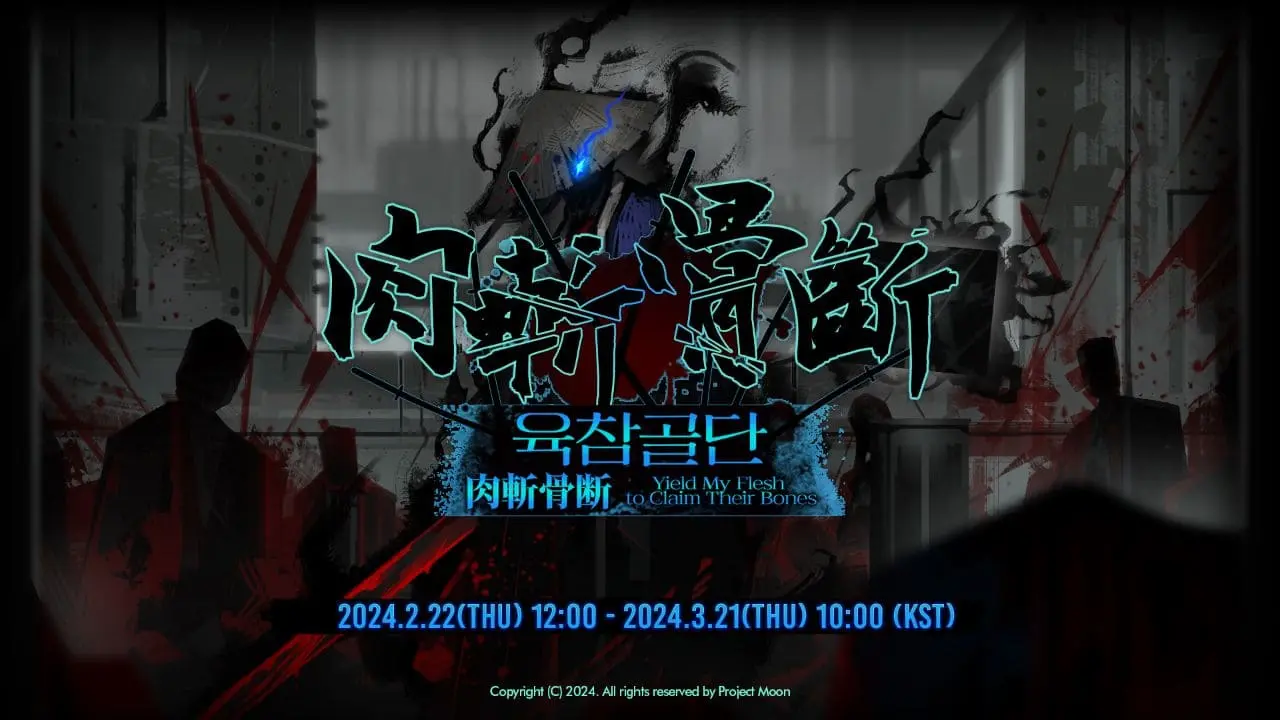 肉斬骨斷
육참골단
肉斬骨断
Yield My Flesh
to Claim Their Bones
2024.2.22(THU) 12:00 - 2024.3.21(THU) 10:00 (KST)
Copyright (C) 2024. All rights reserved by Project Moon